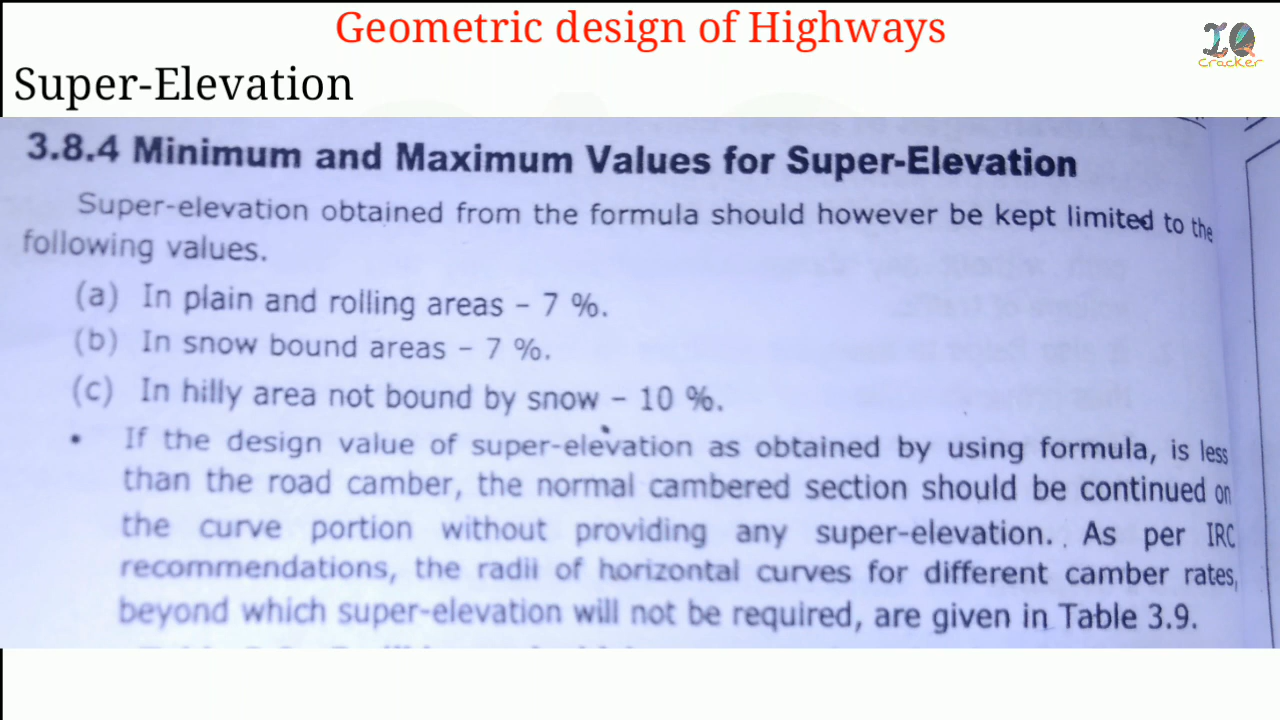 Geometric design of Highways
IQ
cracker
Super-Elevation
3.8.4 Minimum and Maximum Values for Super-Elevation
Super-elevation obtained from the formula should however be kept limited to the
following values.
(a) In plain and rolling areas – 7 %.
(b) In snow bound areas – 7 %.
(c) In hilly area not bound by snow – 10 %.
• If the design value of super-elevation as obtained by using formula, is less
than the road camber, the normal cambered section should be continued on
the curve portion without providing any super-elevation. As per IRC
recommendations, the radii of horizontal curves for different camber rates,
beyond which super-elevation will not be required, are given in Table 3.9.